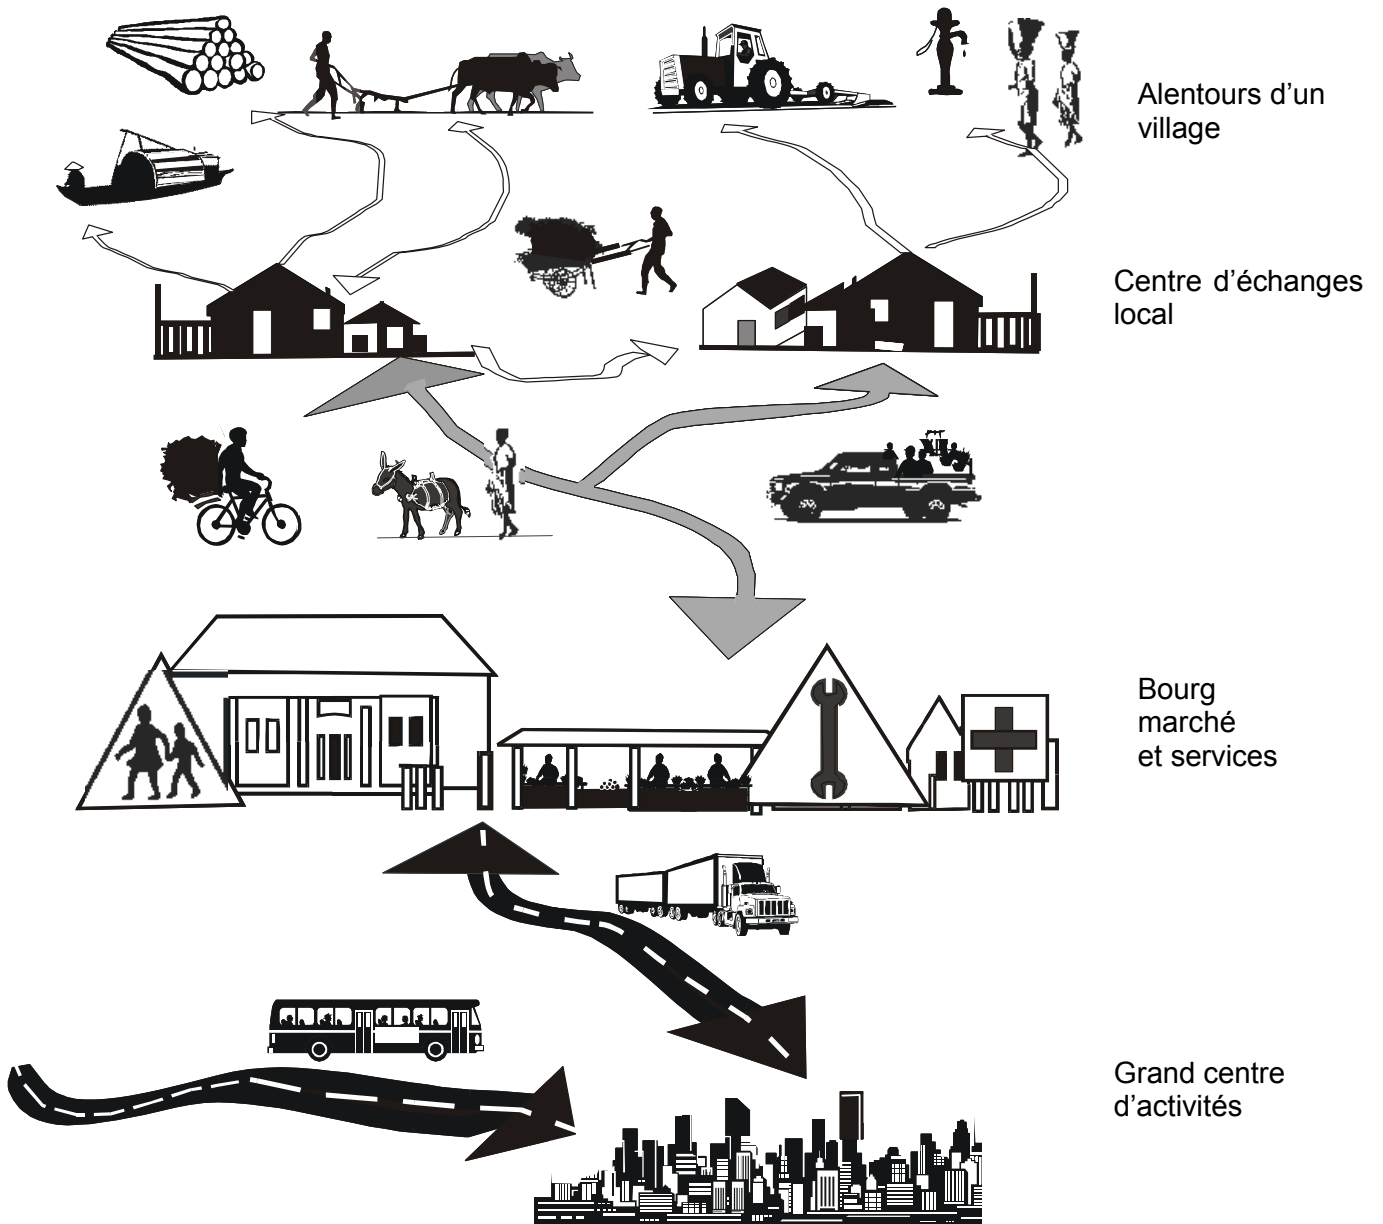 Alentours d’un
village
Centre d’échanges
local
Bourg
marché
et services
Grand centre
d’activités